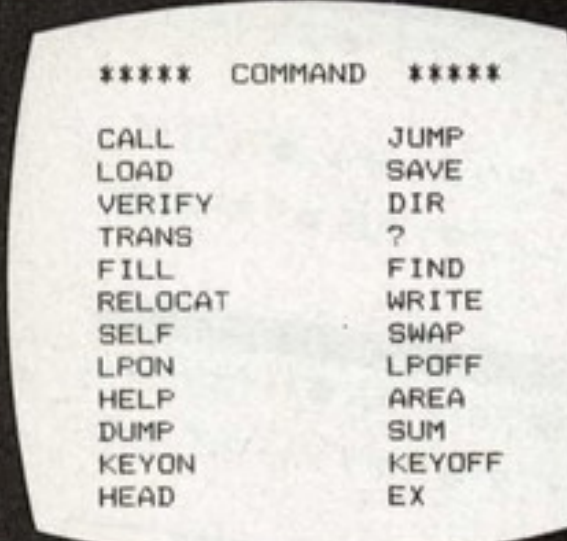 ***** COMMAND *****
CALL JUMP
LOAD SAVE
VERIFY DIR
TRANS ?
FILL FIND
RELOCAT WRITE
SELF SWAP
LPON LPOFF
HELP AREA
DUMP SUM
KEYON KEYOFF
HEAD EX